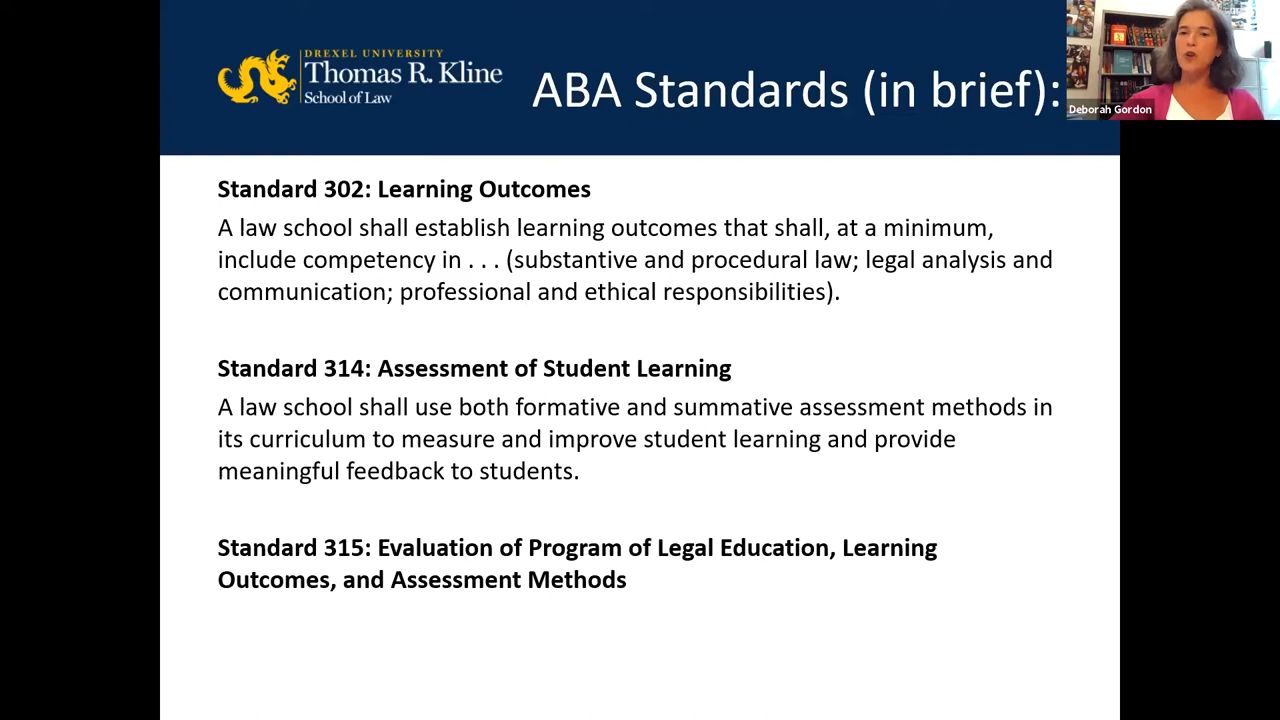 DREXEL UNIVERSITY
Thomas R. Kline
School of Law
ABA Standards (in brief):
Deborah Gordon
Standard 302: Learning Outcomes
A law school shall establish learning outcomes that shall, at a minimum,
include competency in . . . (substantive and procedural law; legal analysis and
communication; professional and ethical responsibilities).
Standard 314: Assessment of Student Learning
A law school shall use both formative and summative assessment methods in
its curriculum to measure and improve student learning and provide
meaningful feedback to students.
Standard 315: Evaluation of Program of Legal Education, Learning
Outcomes, and Assessment Methods